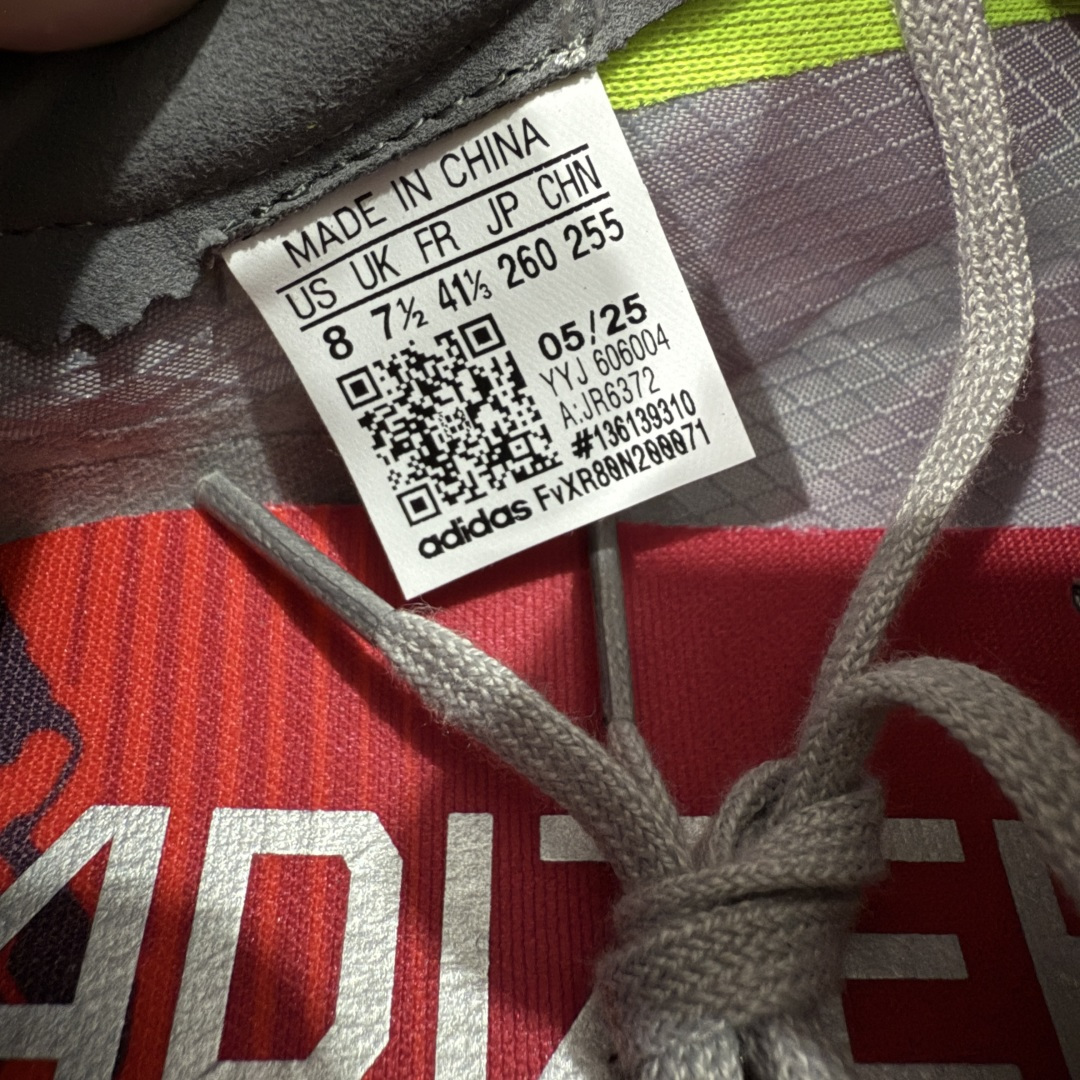 MADE IN CHINA
US UK FR JP CHN
8 7½ 41⅓ 260 255
05/25
YYJ 606004
A:JR6372
#136139310
adidas FvXR80N200071